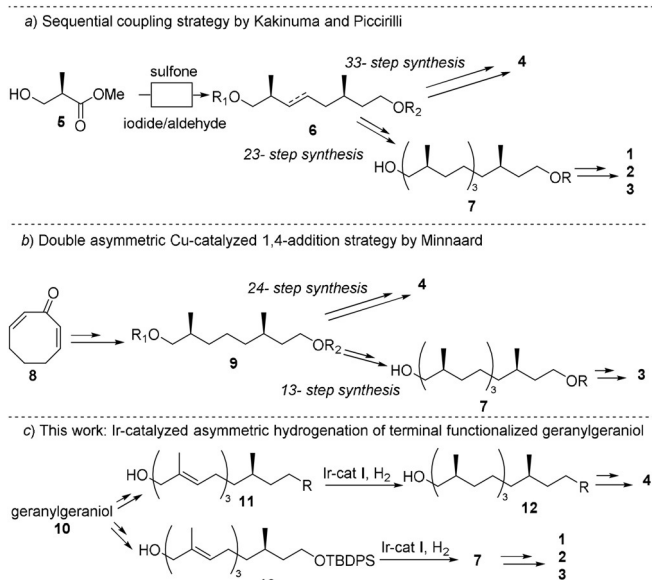 a) Sequential coupling strategy by Kakinuma and Piccirilli
HO OMe O
5
sulfone
iodide/aldehyde
R1O OR2
6
33- step synthesis
4
23- step synthesis
HO 3 OR
7
1
2
3
b) Double asymmetric Cu-catalyzed 1,4-addition strategy by Minnaard
O
8
R1O OR2
9
24- step synthesis
4
13- step synthesis
HO 3 OR
7
3
c) This work: Ir-catalyzed asymmetric hydrogenation of terminal functionalized geranylgeraniol
geranylgeraniol
10
HO 3 R
11
Ir-cat I, H2
HO 3 R
12
4
HO 3 OTBDPS
Ir-cat I, H2
7
1
2
3